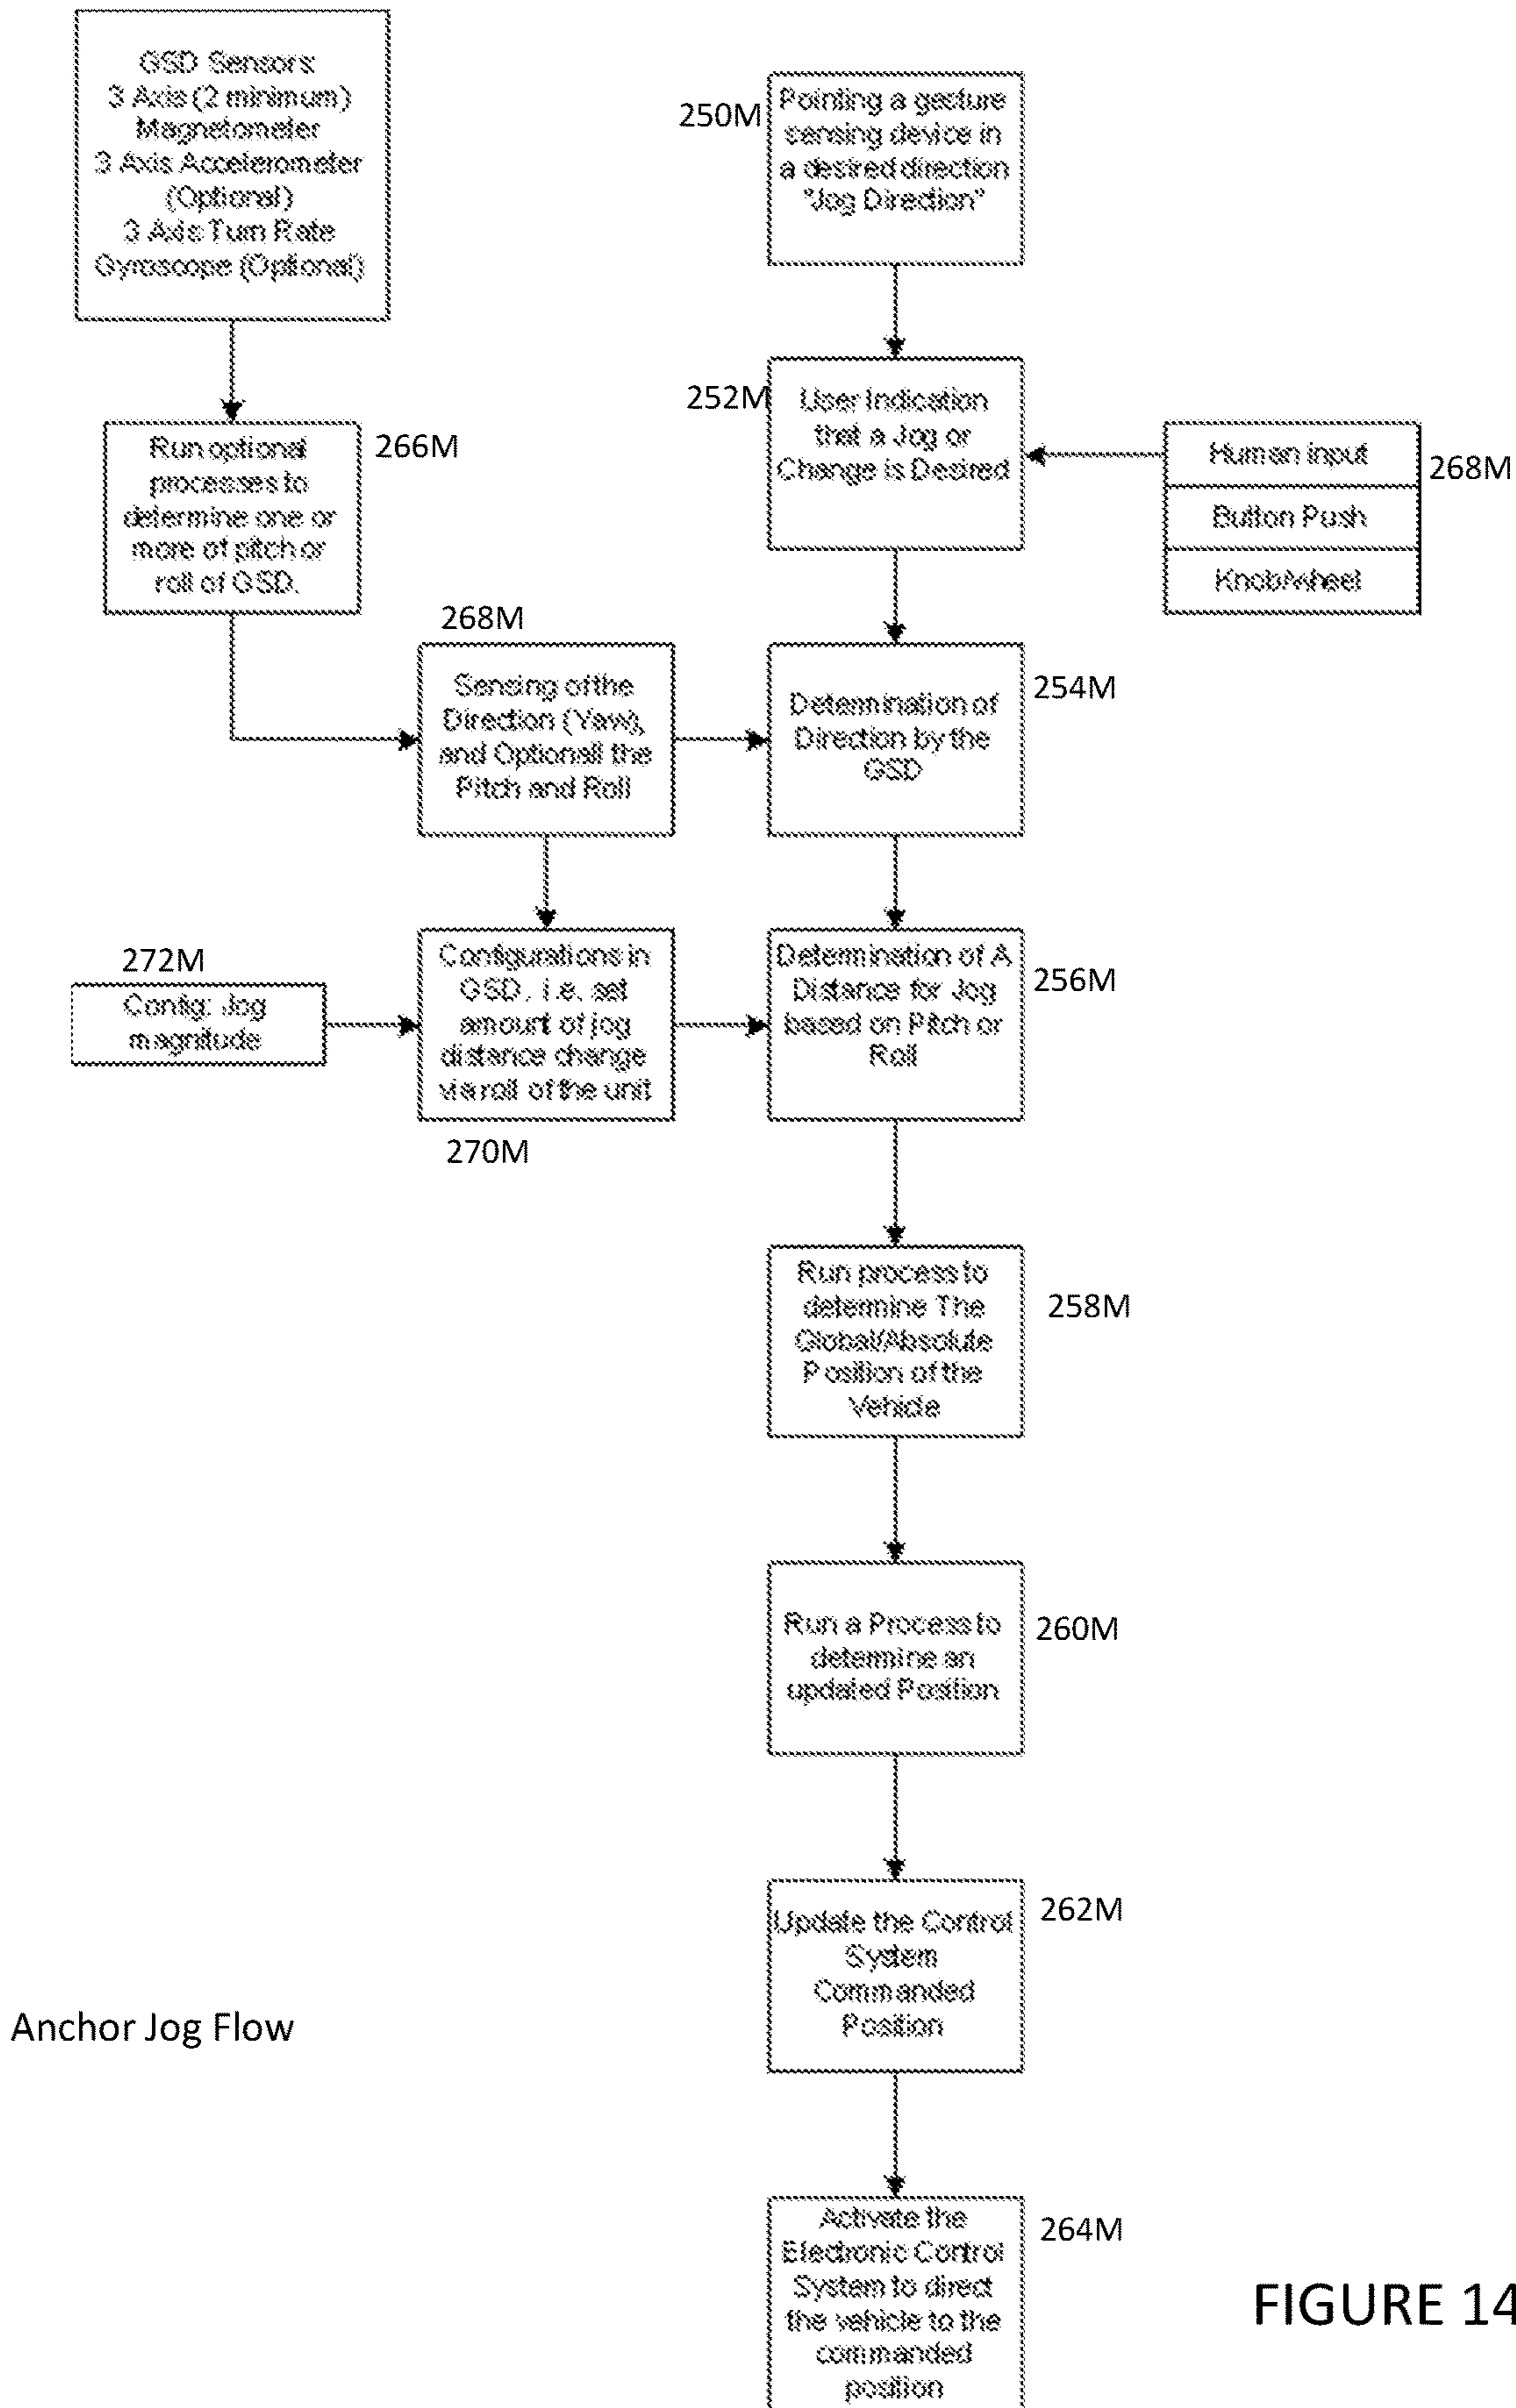 GSD Sensors:
3 Axis (2 minimum)
Magnetometer
3 Axis Accelerometer
(Optional)
3 Axis Turn Rate
Gyroscope (Optional)
250M
Pointing a gesture
sensing device in
a desired direction
"Jog Direction"
252M
User Indication
that a Jog or
Change is Desired
Human input
Button Push
Knob/wheel
268M
Run optional
processes to
determine one or
more of pitch or
roll of GSD.
266M
268M
Sensing of the
Direction (Yaw),
and Optionall the
Pitch and Roll
Determination of
Direction by the
GSD
254M
272M
Config: Jog
magnitude
Configurations in
GSD. i.e. set
amount of jog
distance change
via roll of the unit
270M
Determination of A
Distance for Jog
based on Pitch or
Roll
256M
Run process to
determine The
Global/Absolute
Position of the
Vehicle
258M
Run a Process to
determine an
updated Position
260M
Update the Control
System
Commanded
Position
262M
Anchor Jog Flow
Activate the
Electronic Control
System to direct
the vehicle to the
commanded
position
264M
FIGURE 14